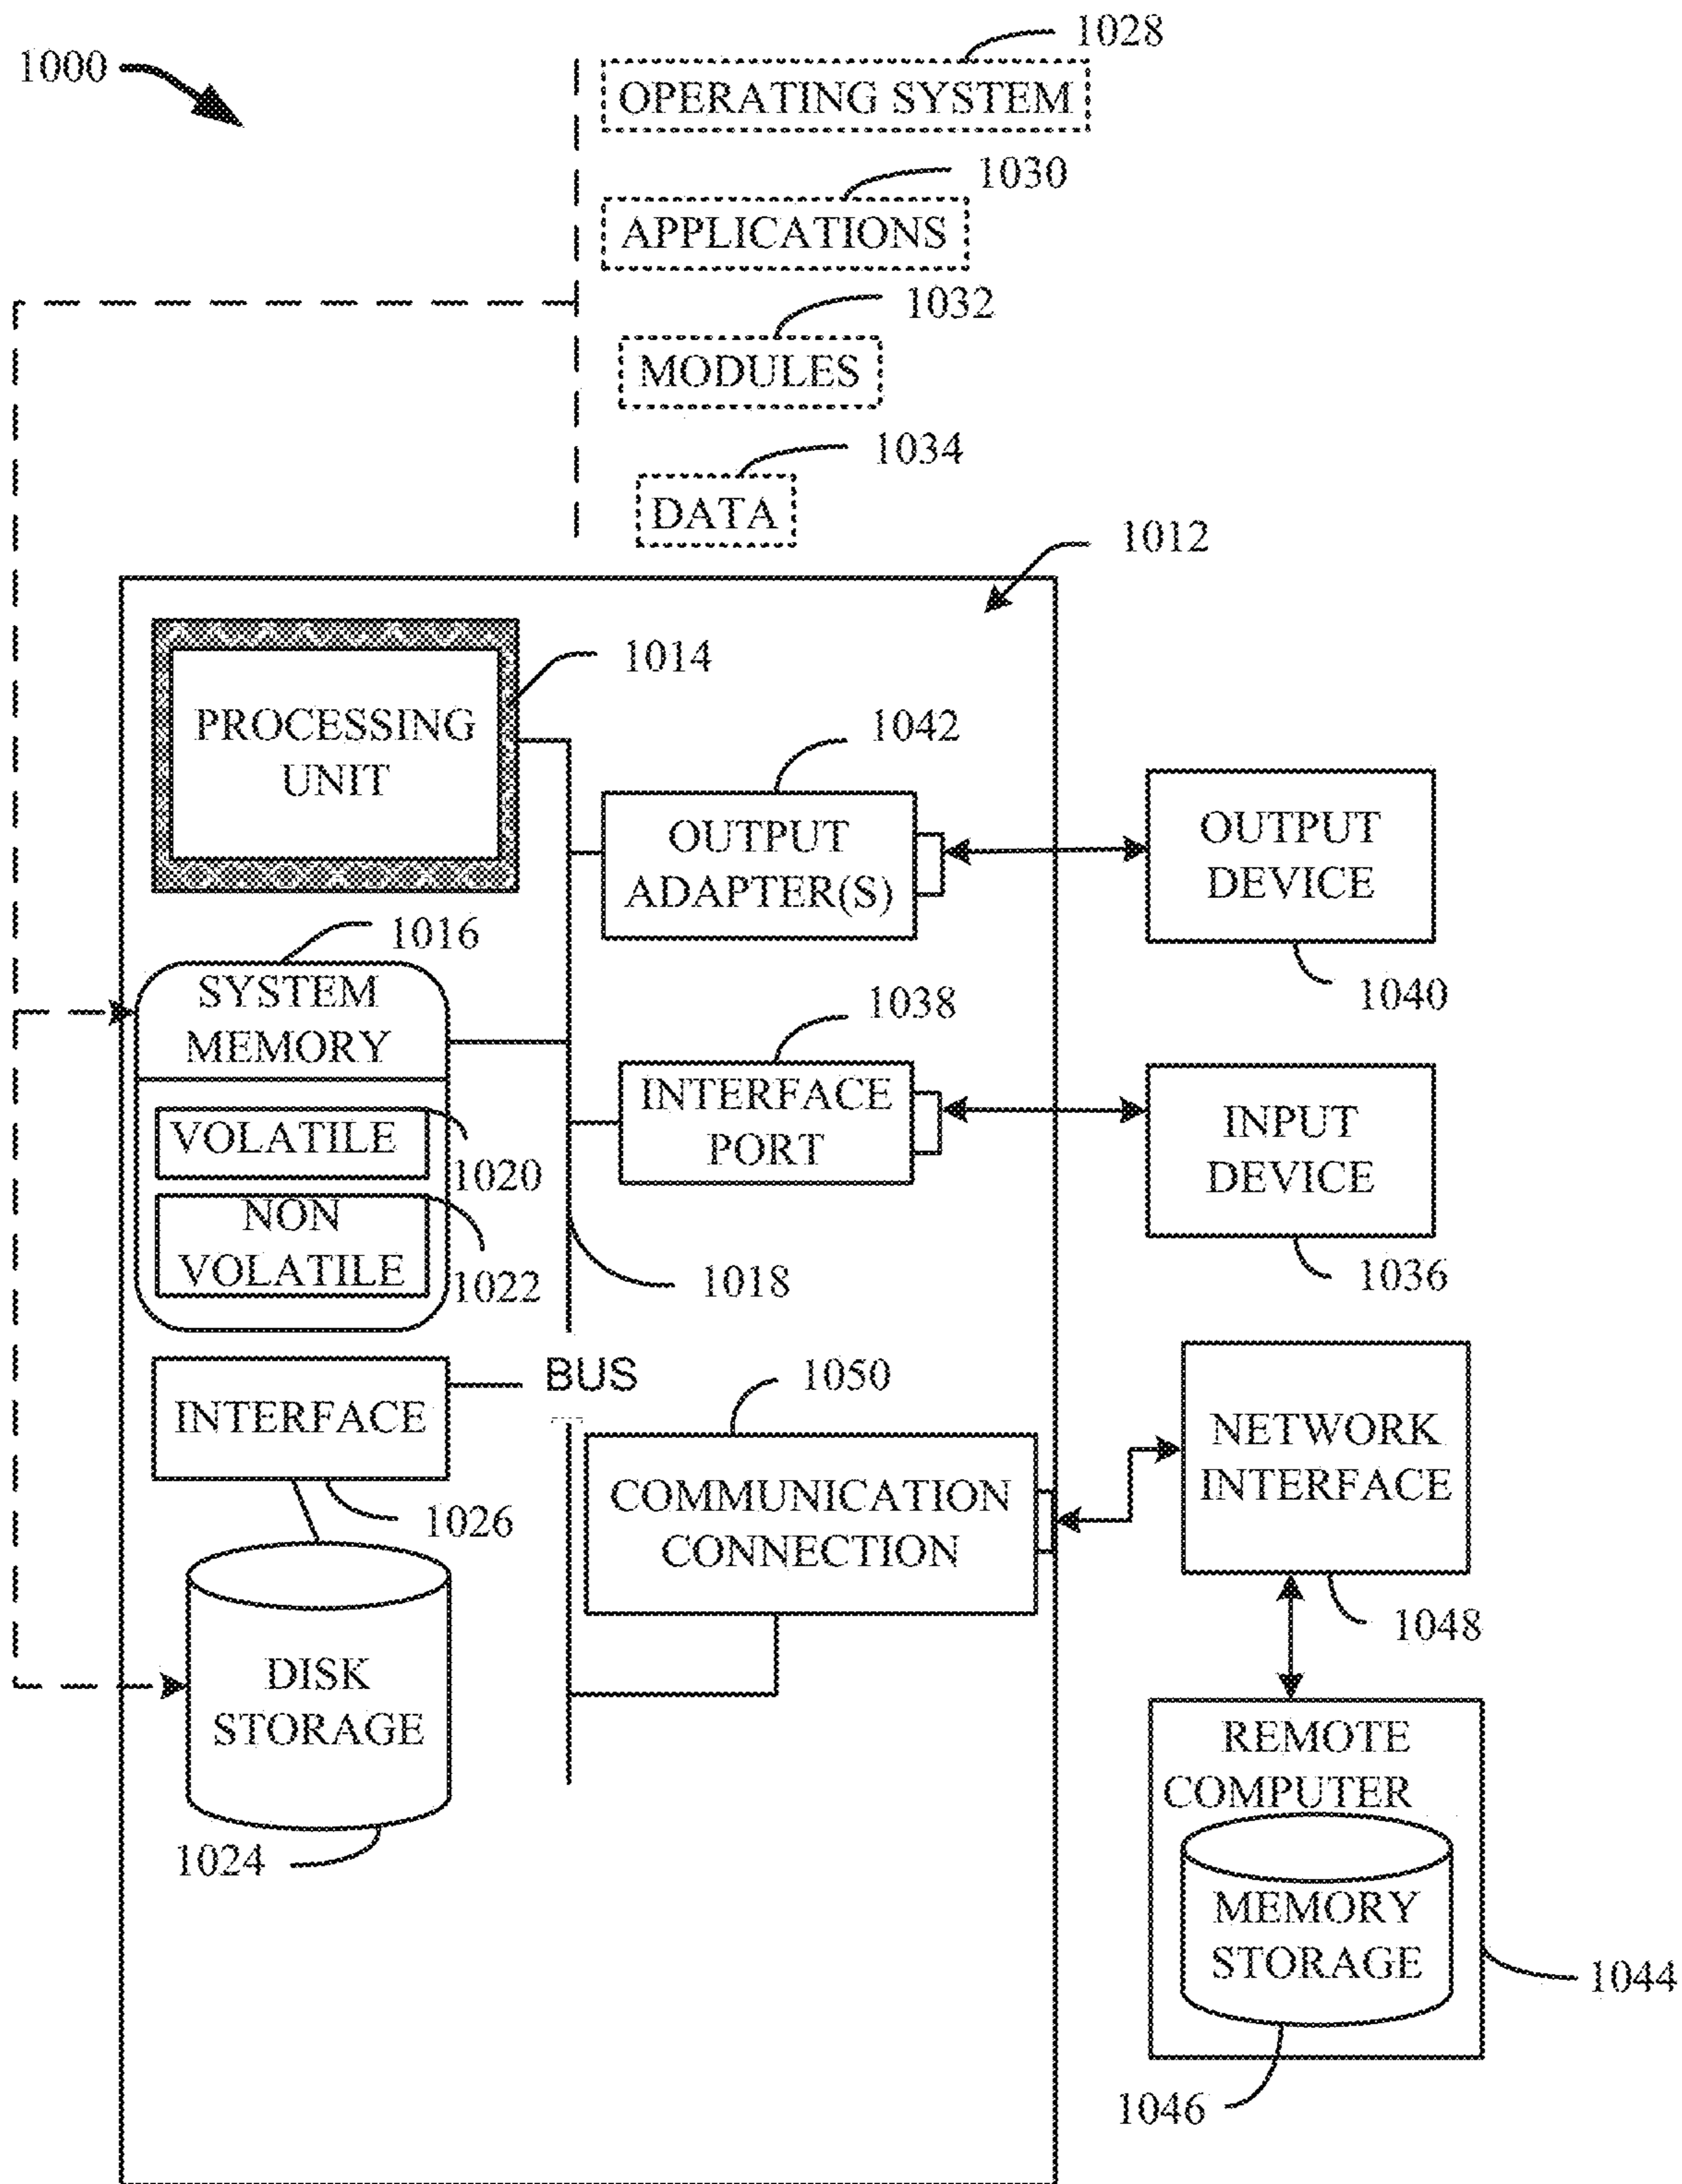 1028
1000
OPERATING SYSTEM
1030
APPLICATIONS
1032
MODULES
1034
DATA
1012
1014
PROCESSING
UNIT
1042
OUTPUT
ADAPTER(S)
OUTPUT
DEVICE
1040
1016
SYSTEM
MEMORY
1038
INTERFACE
PORT
INPUT
DEVICE
1036
VOLATILE
1020
NON
VOLATILE
1022
1018
BUS
INTERFACE
1026
1050
COMMUNICATION
CONNECTION
NETWORK
INTERFACE
1048
DISK
STORAGE
1024
REMOTE
COMPUTER
MEMORY
STORAGE
1044
1046